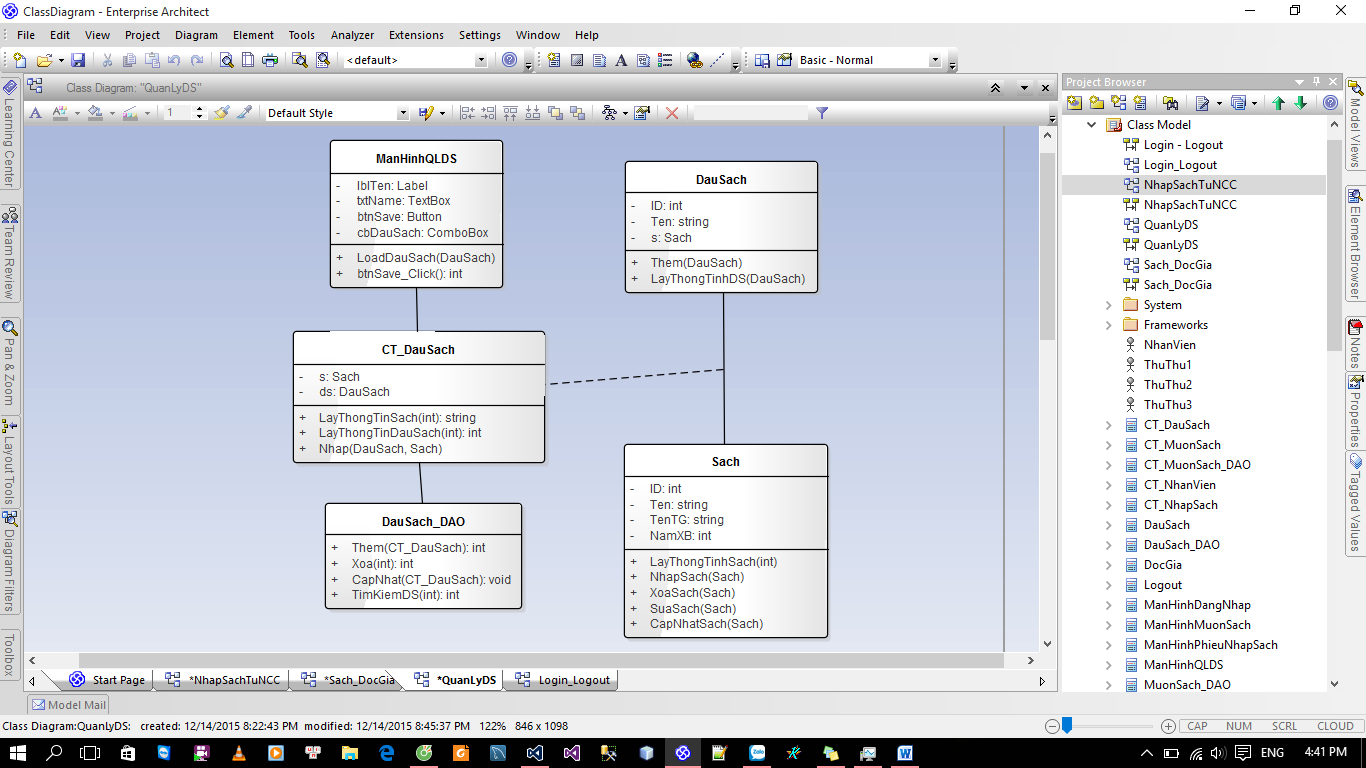 ClassDiagram - Enterprise Architect
File Edit View Project Diagram Element Tools Analyzer Extensions Settings Window Help
<default>
Basic - Normal
Class Diagram: "QuanLyDS"
1
Default Style
Learning Center
Team Review
Pan & Zoom
Layout Tools
Diagram Filters
Toolbox
ManHinhQLDS
- lblTen: Label
- txtName: TextBox
- btnSave: Button
- cbDauSach: ComboBox
+ LoadDauSach(DauSach)
+ btnSave_Click(): int
DauSach
- ID: int
- Ten: string
- s: Sach
+ Them(DauSach)
+ LayThongTinhDS(DauSach)
CT_DauSach
- s: Sach
- ds: DauSach
+ LayThongTinSach(int): string
+ LayThongTinDauSach(int): int
+ Nhap(DauSach, Sach)
DauSach_DAO
+ Them(CT_DauSach): int
+ Xoa(int): int
+ CapNhat(CT_DauSach): void
+ TimKiemDS(int): int
Sach
- ID: int
- Ten: string
- TenTG: string
- NamXB: int
+ LayThongTinhSach(int)
+ NhapSach(Sach)
+ XoaSach(Sach)
+ SuaSach(Sach)
+ CapNhatSach(Sach)
Project Browser
Class Model
Login - Logout
Login_Logout
NhapSachTuNCC
NhapSachTuNCC
QuanLyDS
QuanLyDS
Sach_DocGia
Sach_DocGia
System
Frameworks
NhanVien
ThuThu1
ThuThu2
ThuThu3
CT_DauSach
CT_MuonSach
CT_MuonSach_DAO
CT_NhanVien
CT_NhapSach
DauSach
DauSach_DAO
DocGia
Logout
ManHinhDangNhap
ManHinhMuonSach
ManHinhPhieuNhapSach
ManHinhQLDS
MuonSach_DAO
Model Views
Element Browser
Notes
Properties
Tagged Values
Start Page *NhapSachTuNCC *Sach_DocGia *QuanLyDS Login_Logout
Model Mail
Class Diagram:QuanLyDS: created: 12/14/2015 8:22:43 PM modified: 12/14/2015 8:45:37 PM 122% 846 x 1098
CAP NUM SCRL CLOUD
ENG 4:41 PM